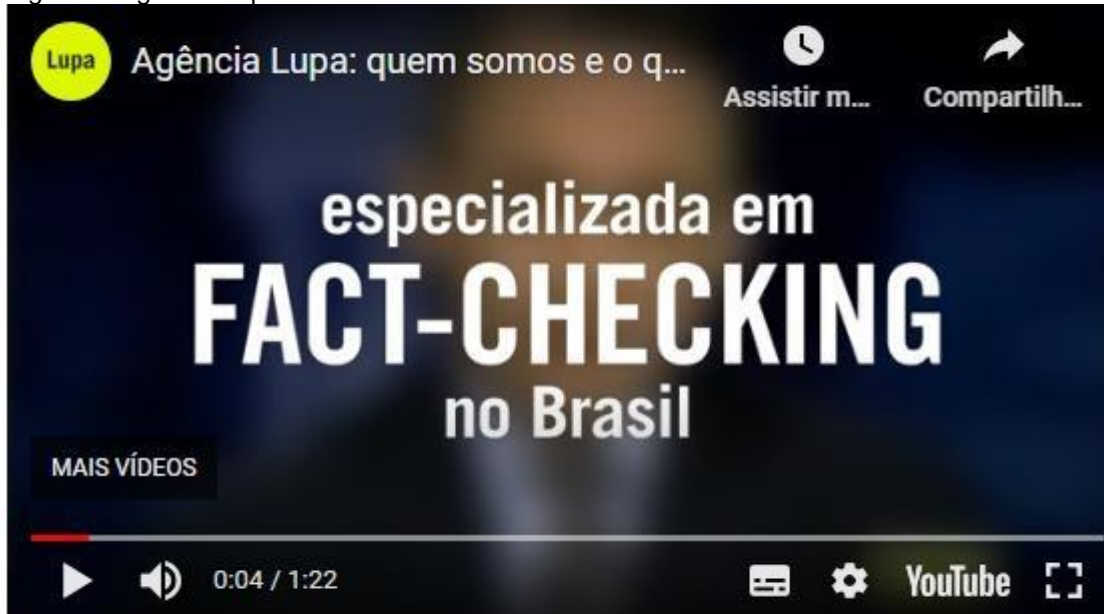 Lupa
Agência Lupa: quem somos e o q...
Assistir m...
Compartilh...
especializada em
FACT-CHECKING
no Brasil
MAIS VÍDEOS
0:04 / 1:22
YouTube